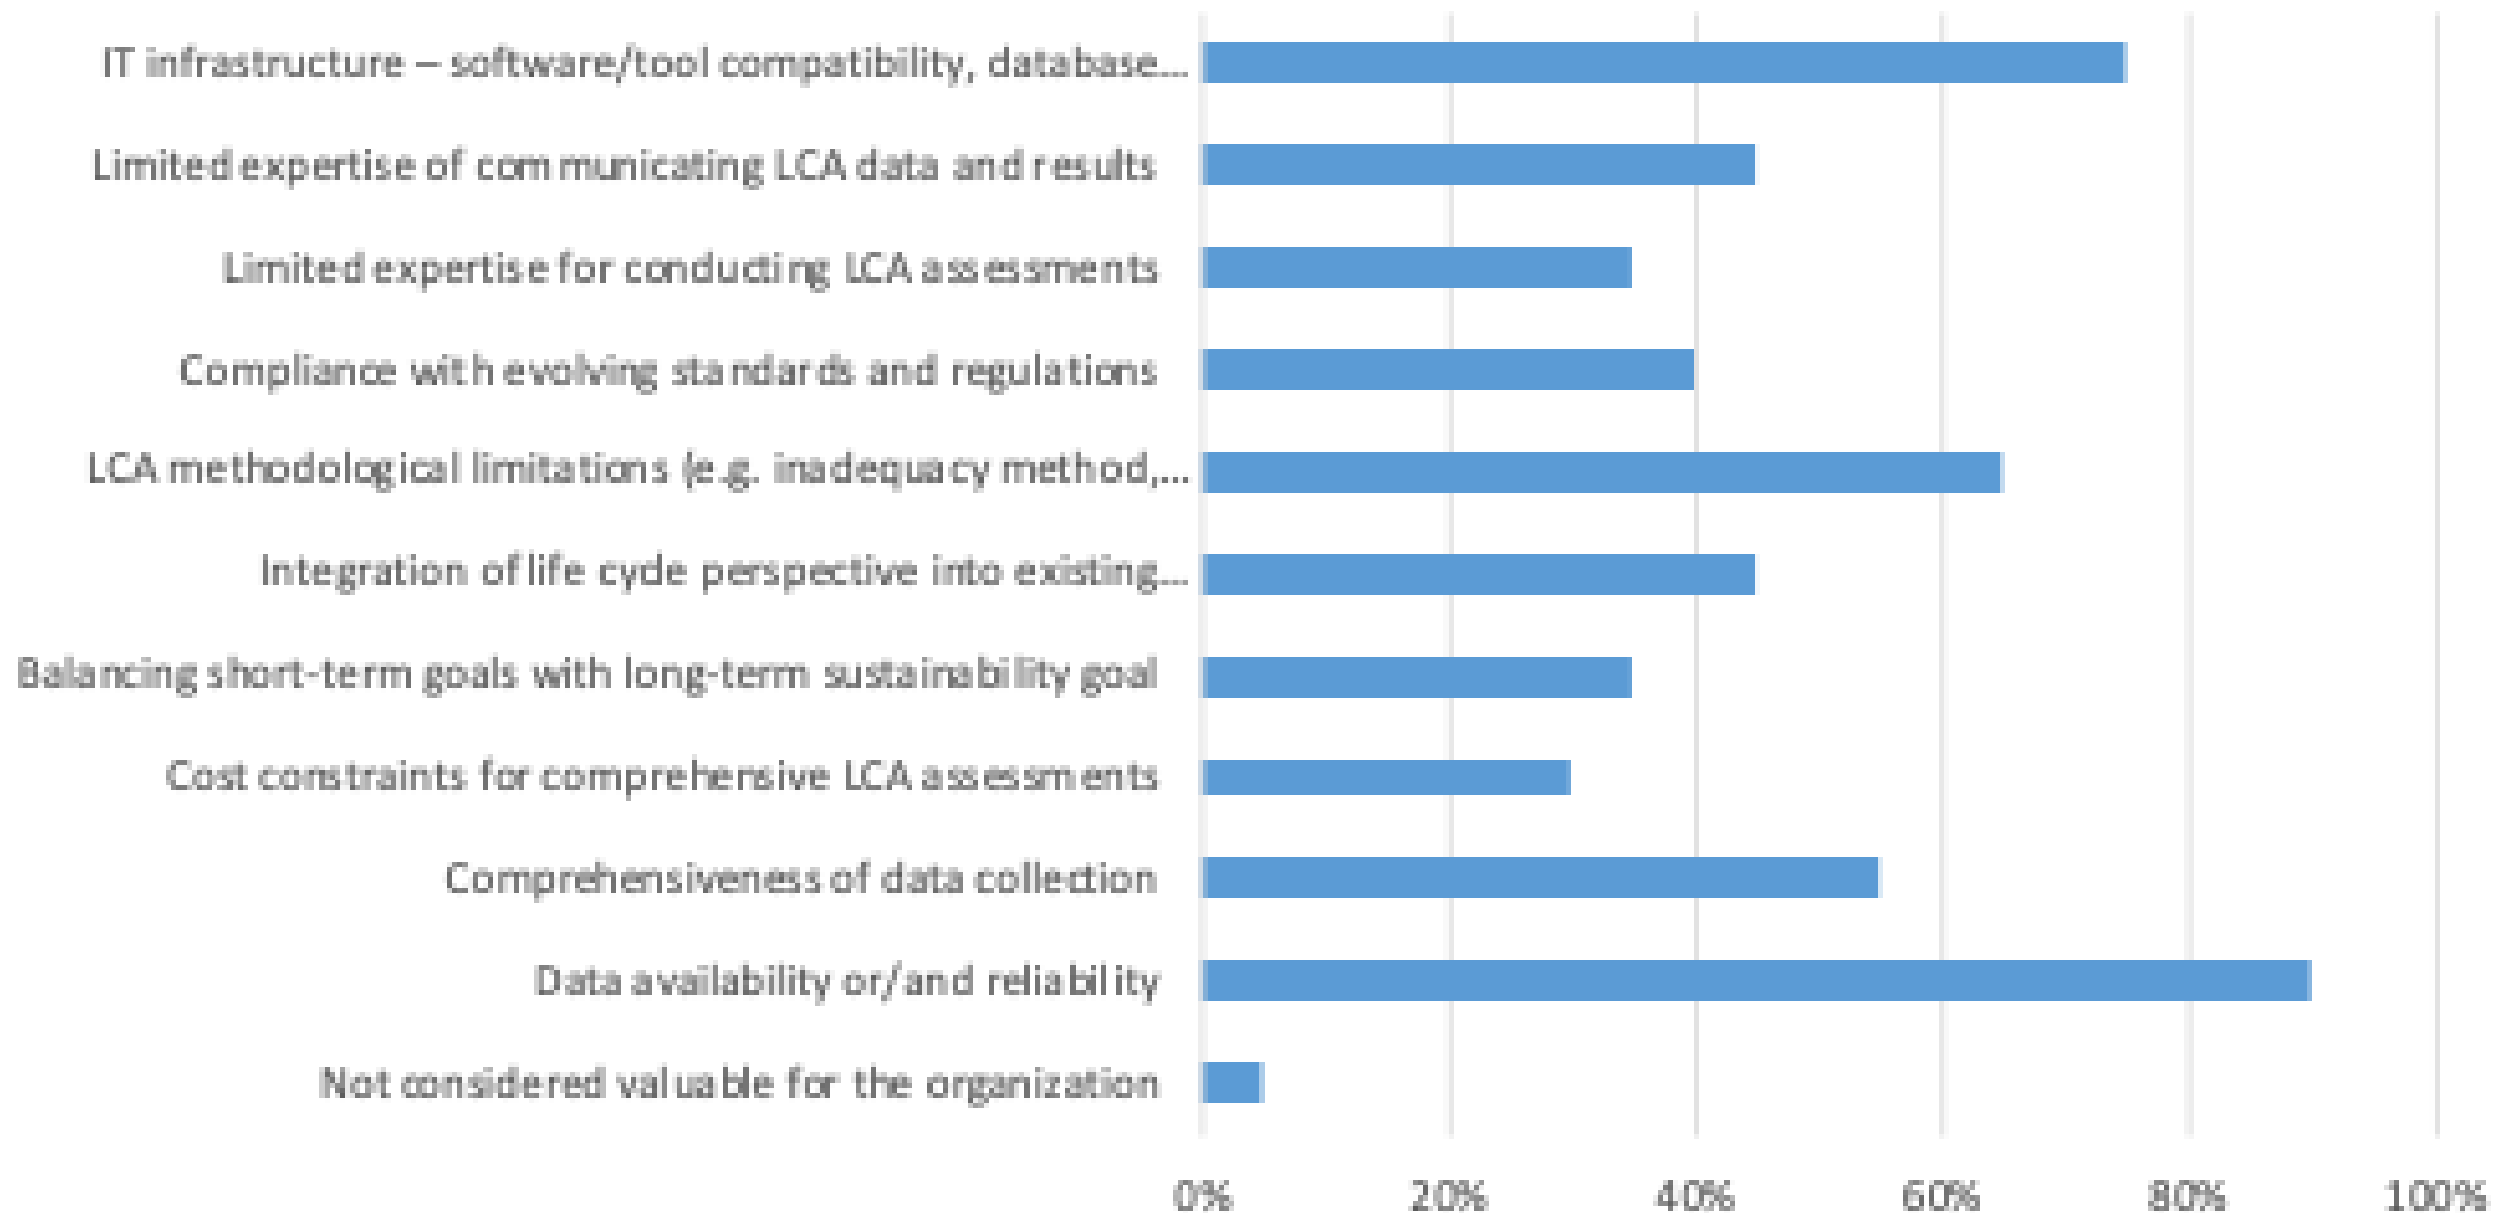 IT infrastructure – software/tool compatibility, database...
Limited expertise of communicating LCA data and results
Limited expertise for conducting LCA assessments
Compliance with evolving standards and regulations
LCA methodological limitations (e.g. inadequacy method,...
Integration of life cycle perspective into existing...
Balancing short-term goals with long-term sustainability goal
Cost constraints for comprehensive LCA assessments
Comprehensiveness of data collection
Data availability or/and reliability
Not considered valuable for the organization
0% 20% 40% 60% 80% 100%